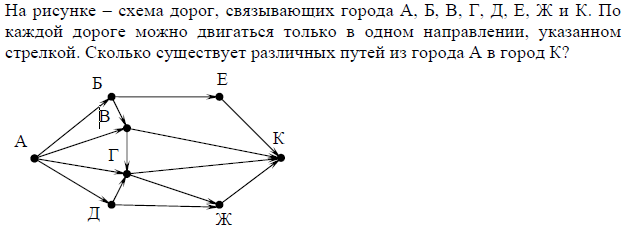 На рисунке – схема дорог, связывающих города А, Б, В, Г, Д, Е, Ж и К. По
каждой дороге можно двигаться только в одном направлении, указанном
стрелкой. Сколько существует различных путей из города А в город К?
Б
Е
В
А
К
Г
Д
Ж